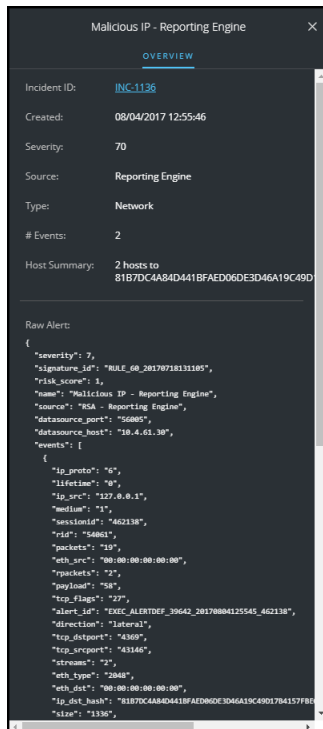 Malicious IP - Reporting Engine
OVERVIEW
Incident ID: INC-1136
Created: 08/04/2017 12:55:46
Severity: 70
Source: Reporting Engine
Type: Network
# Events: 2
Host Summary: 2 hosts to
81B7DC4A84D441BFAED06DE3D46A19C49D1
Raw Alert:
{
"severity": 7,
"signature_id": "RULE_60_20170718131105",
"risk_score": 1,
"name": "Malicious IP - Reporting Engine",
"source": "RSA - Reporting Engine",
"datasource_port": "56005",
"datasource_host": "10.4.61.30",
"events": [
{
"ip_proto": "6",
"lifetime": "0",
"ip_src": "127.0.0.1",
"medium": "1",
"sessionid": "462138",
"rid": "54061",
"packets": "19",
"eth_src": "00:00:00:00:00:00",
"rpackets": "2",
"payload": "58",
"tcp_flags": "27",
"alert_id": "EXEC_ALERTDEF_39642_20170804125545_462138",
"direction": "lateral",
"tcp_dstport": "4369",
"tcp_srcport": "43146",
"streams": "2",
"eth_type": "2048",
"eth_dst": "00:00:00:00:00:00",
"ip_dst_hash": "81B7DC4A84D441BFAED06DE3D46A19C49D17B4157FBE
"size": "1336",